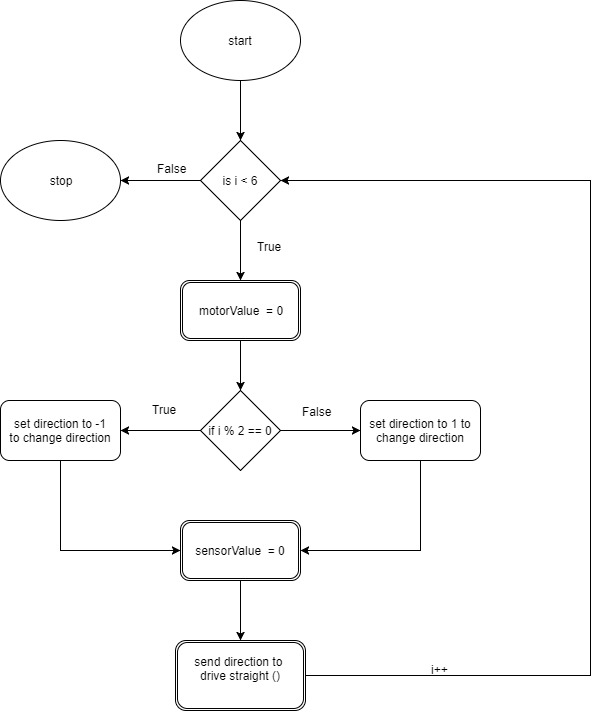 start
False
stop
is i < 6
True
motorValue  = 0
True
False
set direction to -1
to change direction
if i % 2 == 0
set direction to 1 to
change direction
sensorValue  = 0
send direction to
drive straight ()
i++